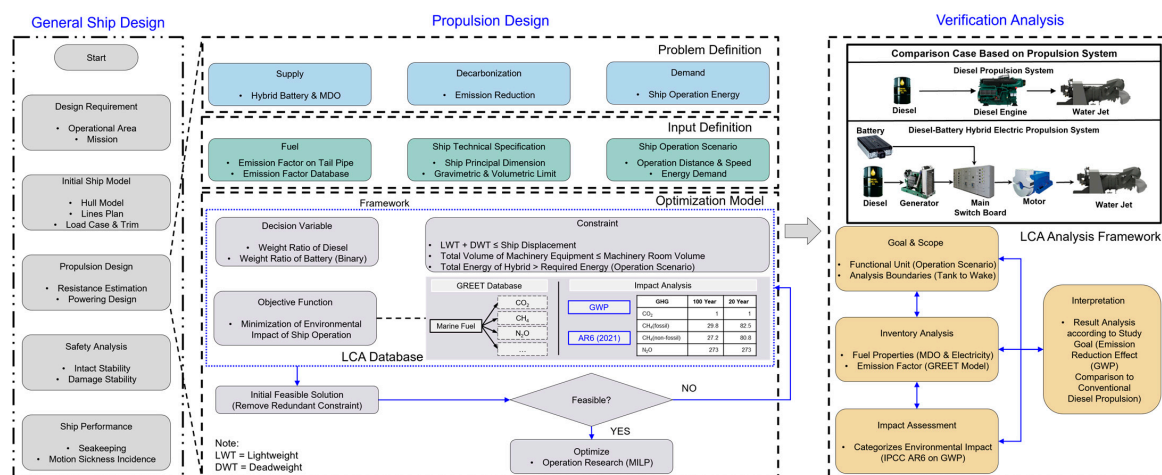 General Ship Design
Start
Design Requirement
• Operational Area
• Mission
Initial Ship Model
• Hull Model
• Lines Plan
• Load Case & Trim
Propulsion Design
• Resistance Estimation
• Powering Design
Safety Analysis
• Intact Stability
• Damage Stability
Ship Performance
• Seakeeping
• Motion Sickness Incidence
Propulsion Design
Problem Definition
Supply
• Hybrid Battery & MDO
Decarbonization
• Emission Reduction
Demand
• Ship Operation Energy
Input Definition
Fuel
• Emission Factor on Tail Pipe
• Emission Factor Database
Ship Technical Specification
• Ship Principal Dimension
• Gravimetric & Volumetric Limit
Ship Operation Scenario
• Operation Distance & Speed
• Energy Demand
Optimization Model
Framework
Decision Variable
• Weight Ratio of Diesel
• Weight Ratio of Battery (Binary)
Constraint
• LWT + DWT ≤ Ship Displacement
• Total Volume of Machinery Equipment ≤ Machinery Room Volume
• Total Energy of Hybrid > Required Energy (Operation Scenario)
Objective Function
• Minimization of Environmental
Impact of Ship Operation
GREET Database
Marine Fuel
CO2
CH4
N2O
...
Impact Analysis
GWP
AR6 (2021)
GHG 100 Year 20 Year
CO2 1 1
CH4(fossil) 29.8 82.5
CH4(non-fossil) 27.2 80.8
N2O 273 273
LCA Database
Initial Feasible Solution
(Remove Redundant Constraint)
Feasible?
NO
YES
Optimize
• Operation Research (MILP)
Note:
LWT = Lightweight
DWT = Deadweight
Verification Analysis
Comparison Case Based on Propulsion System
Diesel Propulsion System
Diesel
Diesel Engine
Water Jet
Battery
Diesel-Battery Hybrid Electric Propulsion System
Diesel
Generator
Main
Switch Board
Motor
Water Jet
LCA Analysis Framework
Goal & Scope
• Functional Unit (Operation Scenario)
• Analysis Boundaries (Tank to Wake)
Inventory Analysis
• Fuel Properties (MDO & Electricity)
• Emission Factor (GREET Model)
Impact Assessment
• Categorizes Environmental Impact
(IPCC AR6 on GWP)
Interpretation
• Result Analysis
according to Study
Goal (Emission
Reduction Effect
(GWP)
Comparison to
Conventional
Diesel Propulsion)